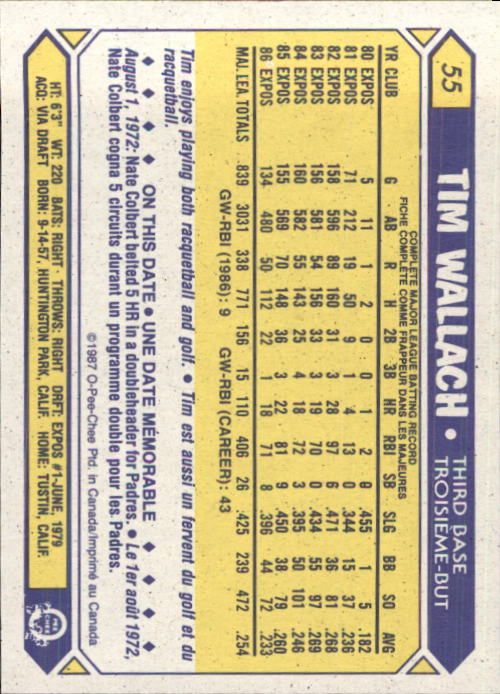 55
TIM WALLACH • THIRD BASE
TROISIÈME-BUT
COMPLETE MAJOR LEAGUE BATTING RECORD
FICHE COMPLÈTE COMME FRAPPEUR DANS LES MAJEURES
YR CLUB G AB R H 2B 3B HR RBI SB SLG BB SO AVG
80 EXPOS 5 11 1 2 0 0 1 2 0 .455 1 5 .182
81 EXPOS 71 212 19 50 9 1 4 13 0 .344 15 37 .236
82 EXPOS 158 596 89 160 31 3 28 97 6 .471 36 81 .268
83 EXPOS 156 581 54 156 33 3 19 70 0 .434 55 97 .269
84 EXPOS 160 582 55 143 25 4 18 72 3 .395 50 101 .246
85 EXPOS 155 569 70 148 36 3 22 81 9 .450 38 79 .260
86 EXPOS 134 480 50 112 22 1 18 71 8 .396 44 72 .233
MAJ. LEA. TOTALS 839 3031 338 771 156 15 110 406 26 .425 239 472 .254
GW-RBI (1986): 9 GW-RBI (CAREER): 43
Tim enjoys playing both racquetball and golf. • Tim est aussi un fervent du golf et du
racquetball.
♦ ♦ ♦ ♦ ON THIS DATE • UNE DATE MÉMORABLE ♦ ♦ ♦ ♦
August 1, 1972: Nate Colbert belted 5 HR in a doubleheader for Padres. • Le 1er août 1972,
Nate Colbert cogna 5 circuits durant un programme double pour les Padres.
©1987 O-Pee-Chee Ptd. in Canada/Imprimé au Canada
HT: 6'3" WT: 220 BATS: RIGHT · THROWS: RIGHT DRFT: EXPOS #1-JUNE, 1979
ACQ: VIA DRAFT BORN: 9-14-57, HUNTINGTON PARK, CALIF. HOME: TUSTIN, CALIF.
O
PEE
CHEE